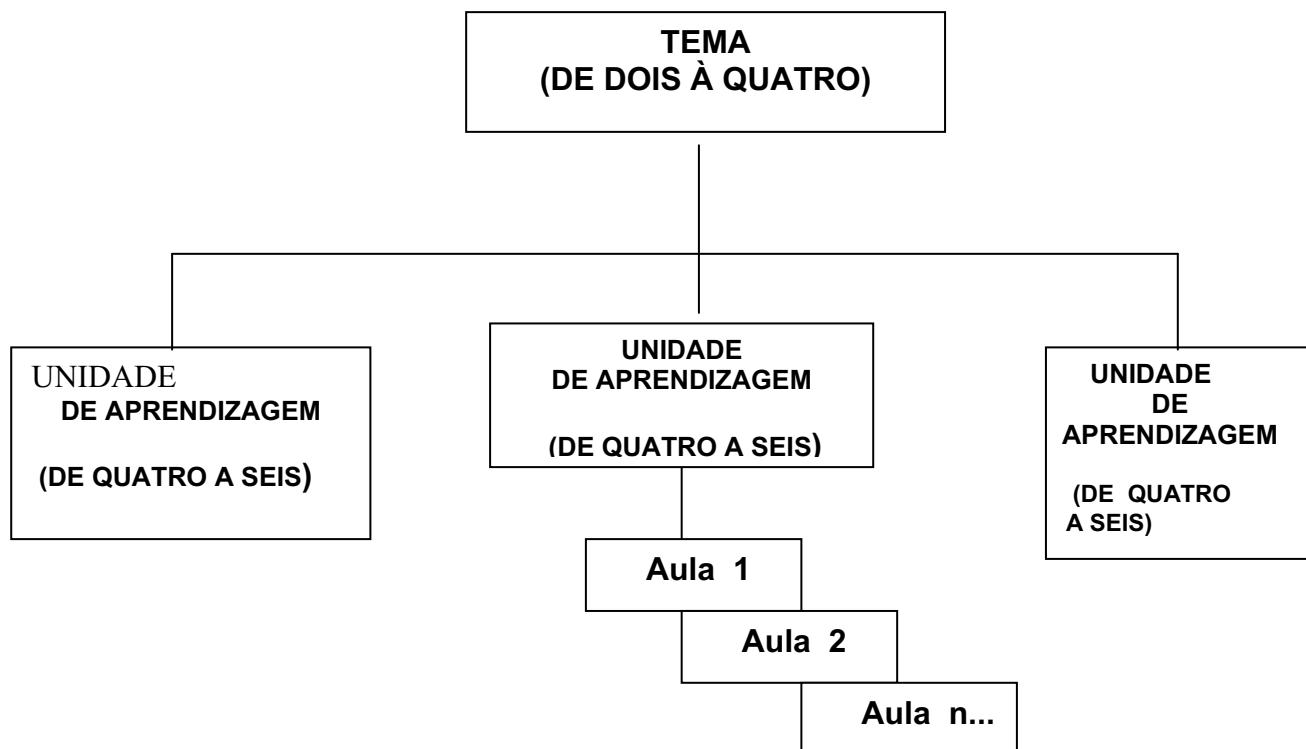 TEMA
(DE DOIS À QUATRO)
UNIDADE
DE APRENDIZAGEM
(DE QUATRO A SEIS)
UNIDADE
DE APRENDIZAGEM
(DE QUATRO A SEIS)
UNIDADE
DE
APRENDIZAGEM
(DE QUATRO
A SEIS)
Aula 1
Aula 2
Aula n...